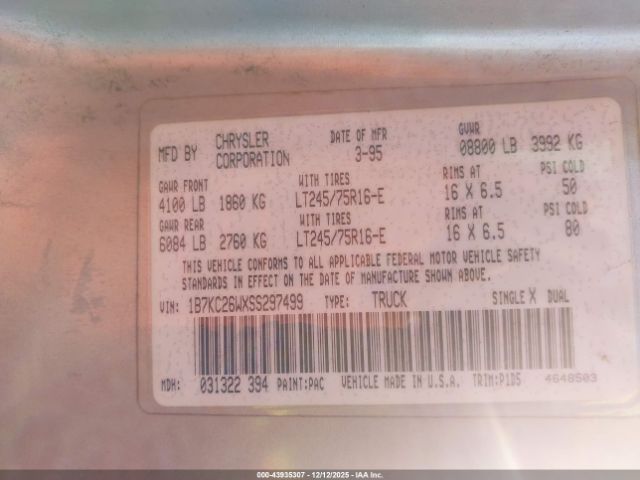 MFD BY CHRYSLER CORPORATION DATE OF MFR 3-95 GVWR 08800 LB 3992 KG
GAWR FRONT WITH TIRES RIMS AT PSI COLD
4100 LB 1860 KG LT245/75R16-E 16 X 6.5 50
GAWR REAR WITH TIRES RIMS AT PSI COLD
6084 LB 2760 KG LT245/75R16-E 16 X 6.5 80
THIS VEHICLE CONFORMS TO ALL APPLICABLE FEDERAL MOTOR VEHICLE SAFETY
STANDARDS IN EFFECT ON THE DATE OF MANUFACTURE SHOWN ABOVE.
VIN: 1B7KC26WXSS297499 TYPE: TRUCK SINGLE X DUAL
MDH: 031322 394 PAINT:PAC VEHICLE MADE IN U.S.A. TRIM:P1D5 4648503
000-43935307 - 12/12/2025 - IAA Inc.